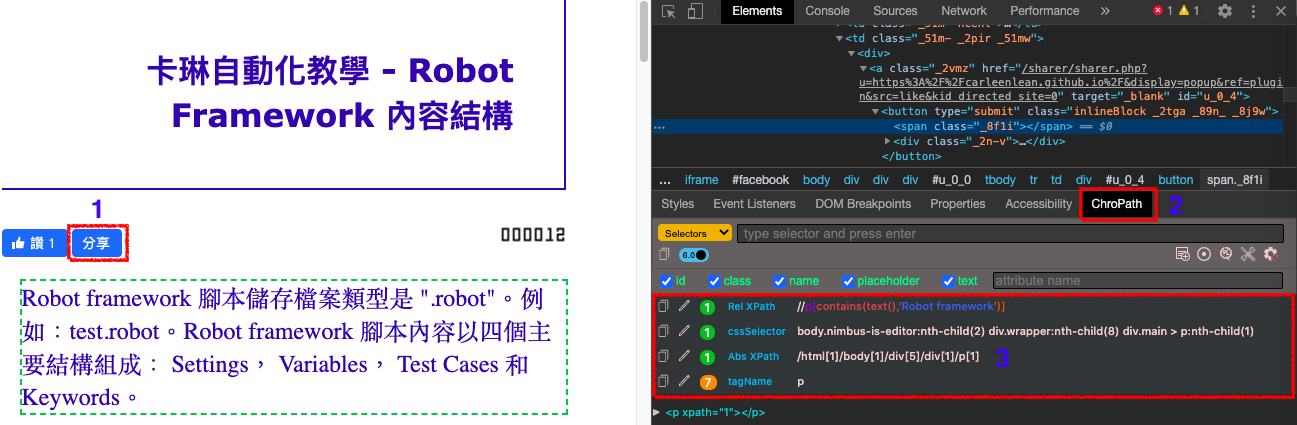 卡琳自動化教學 - Robot
Framework 內容結構
1
讚 1
分享
000012
Robot framework 腳本儲存檔案類型是 ".robot"。例
如：test.robot。Robot framework 腳本內容以四個主
要結構組成： Settings， Variables， Test Cases 和
Keywords。
Elements Console Sources Network Performance » 1 1
<td class="_51m- _2pir _51mw">
<div>
<a class="_2vmz" href="/sharer/sharer.php?
u=https%3A%2F%2Fcarleenlean.github.io%2F&display=popup&ref=plugi
n&src=like&kid_directed_site=0" target="_blank" id="u_0_4">
<button type="submit" class="inlineBlock _2tga _89n_ _8j9w">
… <span class="_8f1i"></span> == $0
<div class="_2n-v">…</div>
</button>
… iframe #facebook body div div div #u_0_0 tbody tr td div #u_0_4 button span._8f1i
Styles Event Listeners DOM Breakpoints Properties Accessibility ChroPath 2
Selectors type selector and press enter
6.0
id class name placeholder text attribute name
1 Rel XPath //p[contains(text(),'Robot framework')]
1 cssSelector body.nimbus-is-editor:nth-child(2) div.wrapper:nth-child(8) div.main > p:nth-child(1)
1 Abs XPath /html[1]/body[1]/div[5]/div[1]/p[1] 3
7 tagName p
<p xpath="1"></p>